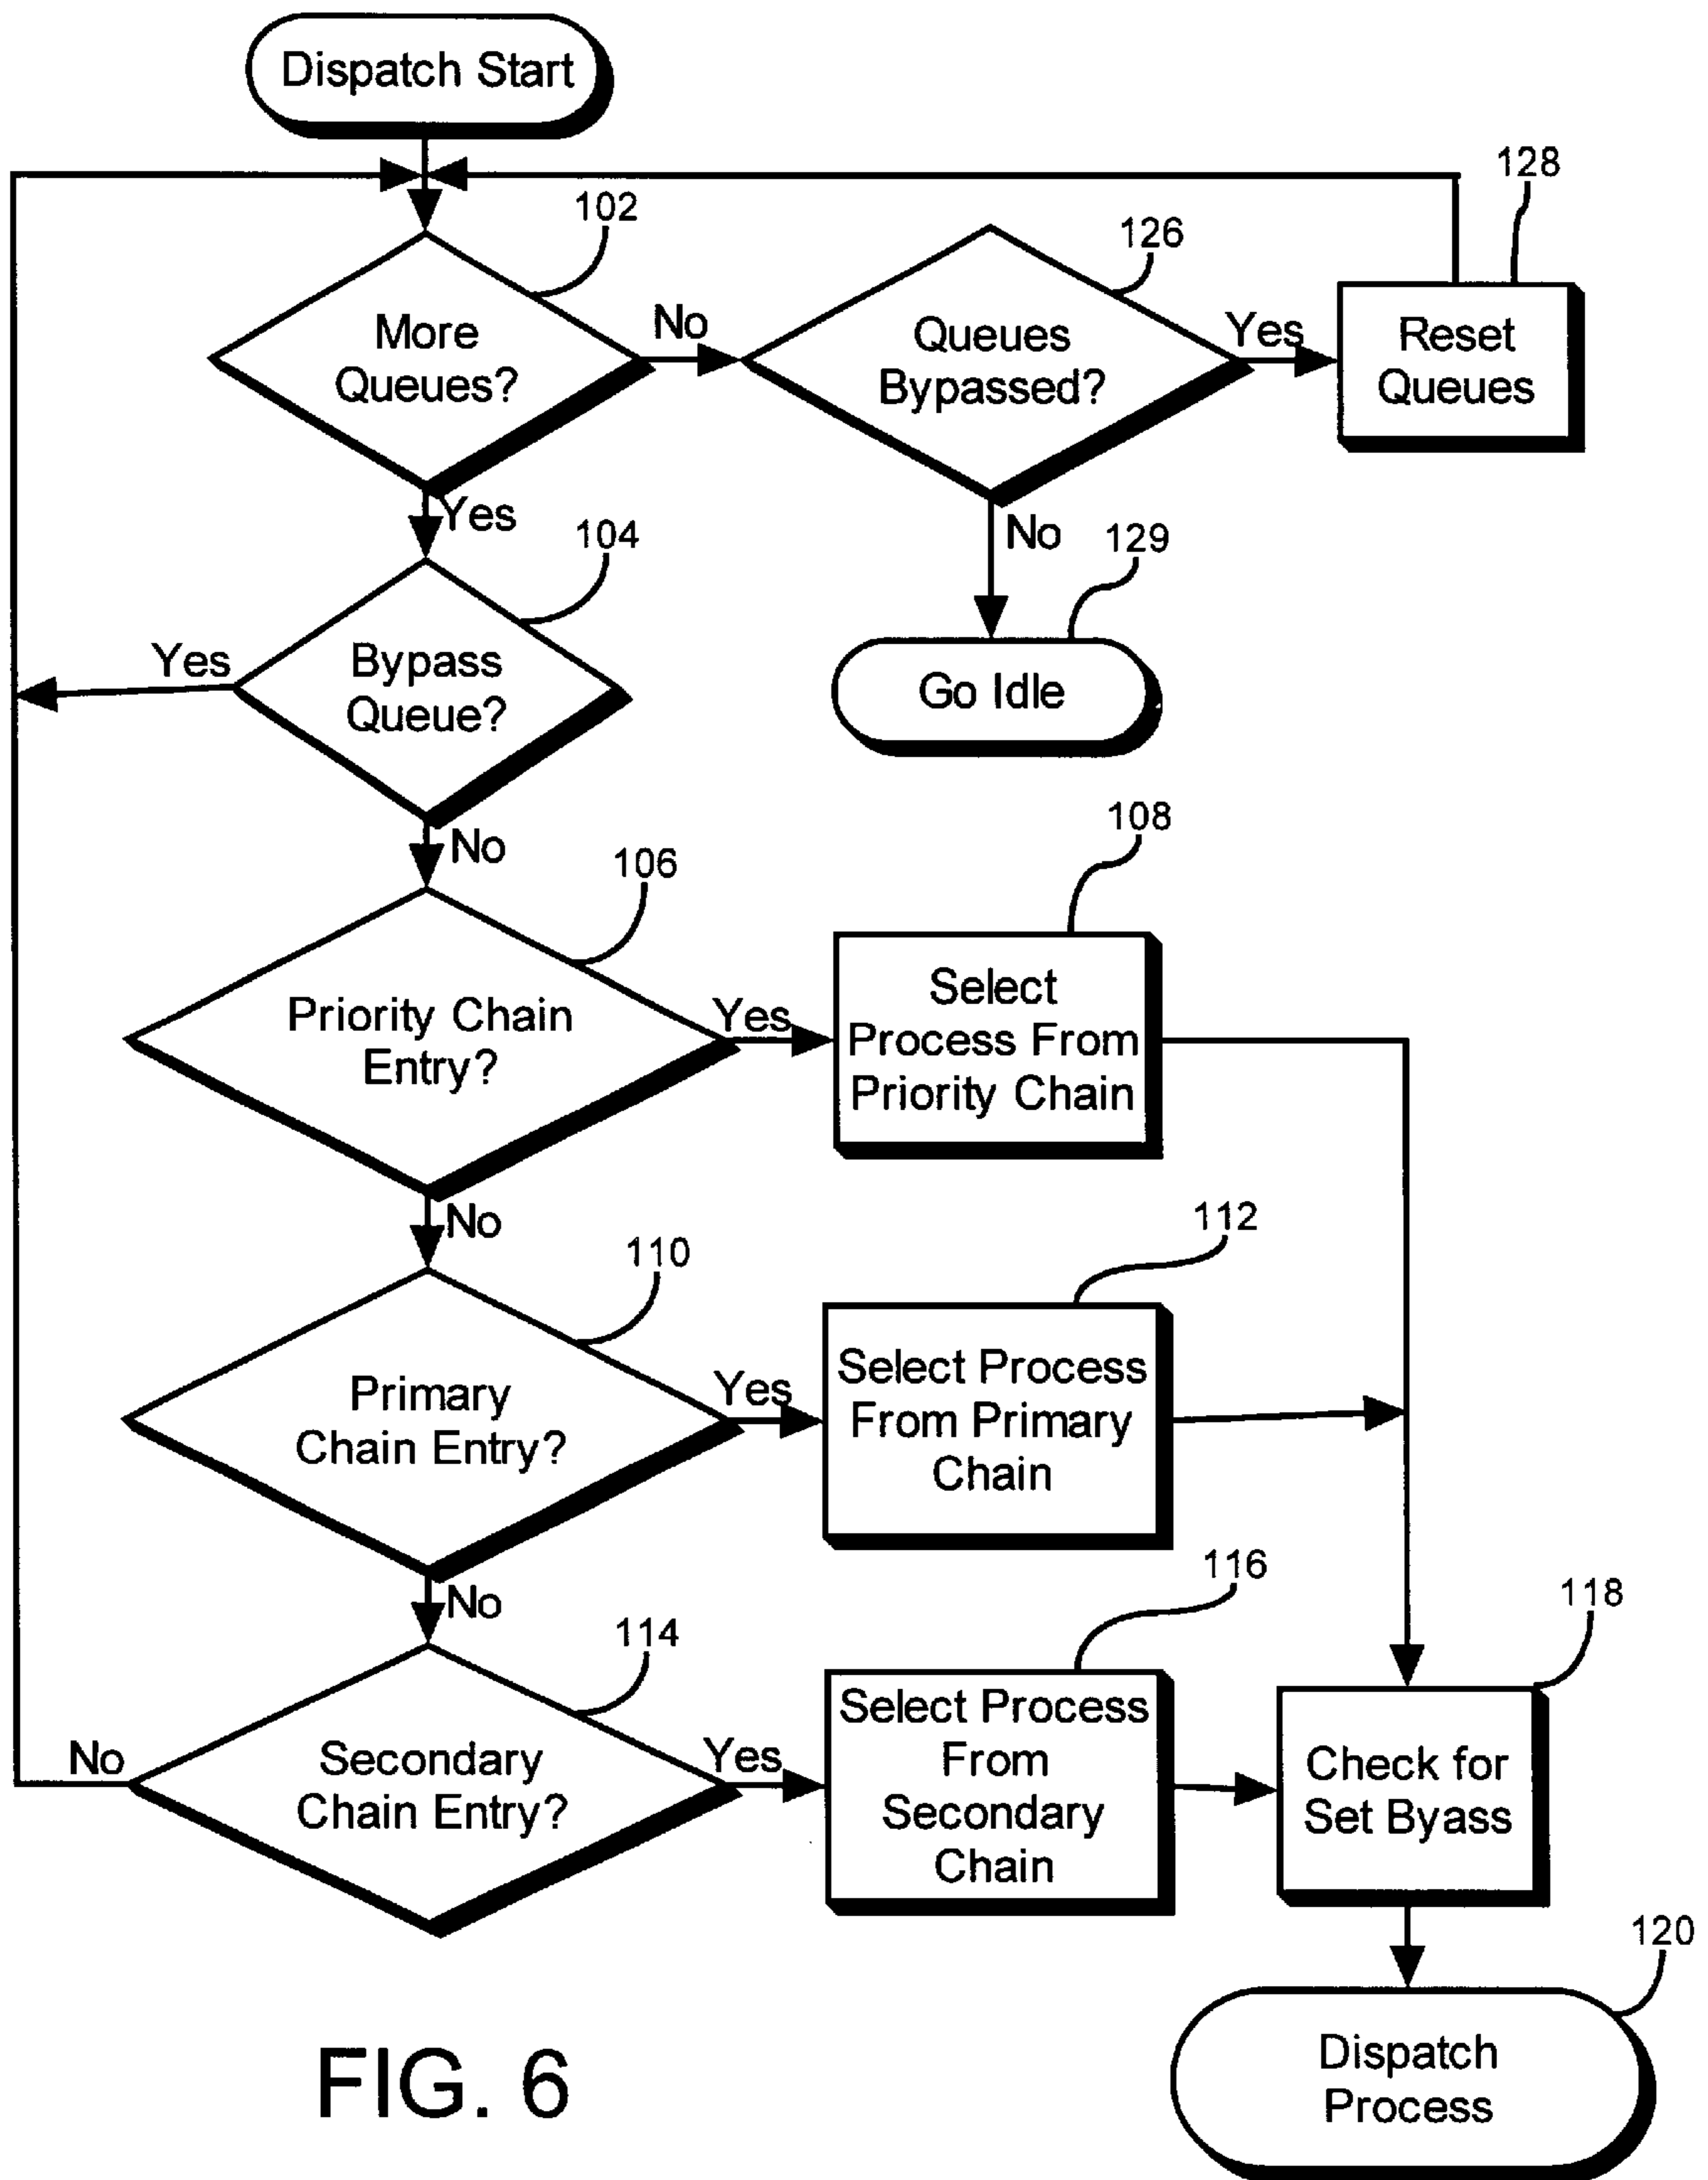 Dispatch Start
128
102
126
More
Queues?
No
Queues
Bypassed?
Yes
Reset
Queues
Yes
104
No
129
Yes
Bypass
Queue?
Go Idle
No
106
108
Priority Chain
Entry?
Yes
Select
Process From
Priority Chain
No
110
112
Primary
Chain Entry?
Yes
Select Process
From Primary
Chain
No
114
116
118
No
Secondary
Chain Entry?
Yes
Select Process
From
Secondary
Chain
Check for
Set Byass
120
Dispatch
Process
FIG. 6